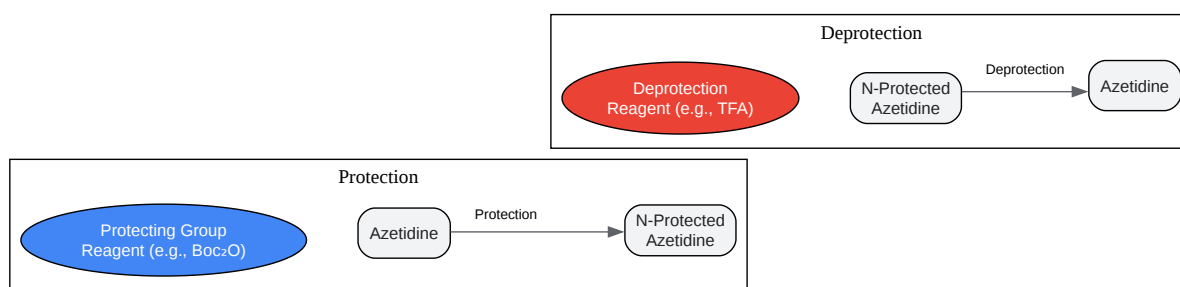 Deprotection
Deprotection
Reagent (e.g., TFA)
N-Protected
Azetidine
Deprotection
Azetidine
Protection
Protecting Group
Reagent (e.g., Boc₂O)
Azetidine
Protection
N-Protected
Azetidine